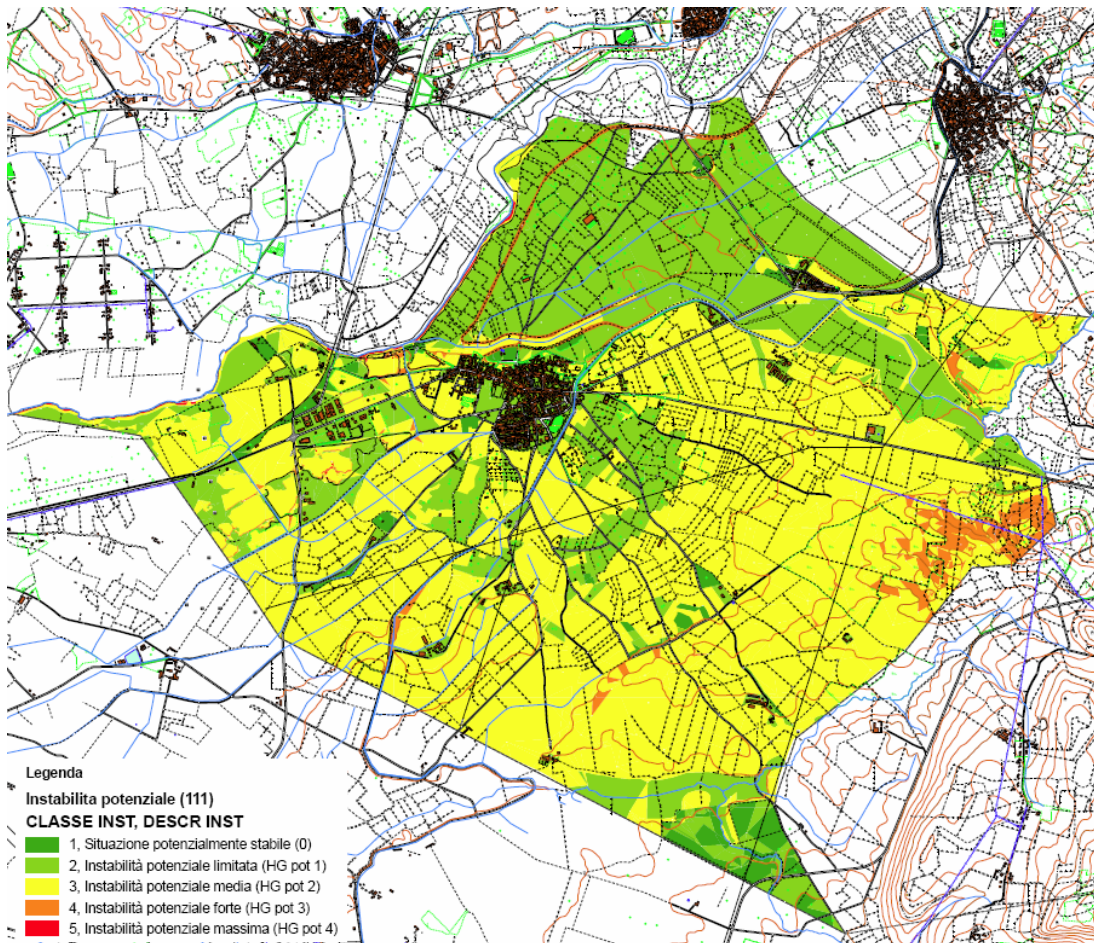 Legenda
Instabilita potenziale (111)
CLASSE INST, DESCR INST
1, Situazione potenzialmente stabile (0)
2, Instabilità potenziale limitata (HG pot 1)
3, Instabilità potenziale media (HG pot 2)
4, Instabilità potenziale forte (HG pot 3)
5, Instabilità potenziale massima (HG pot 4)